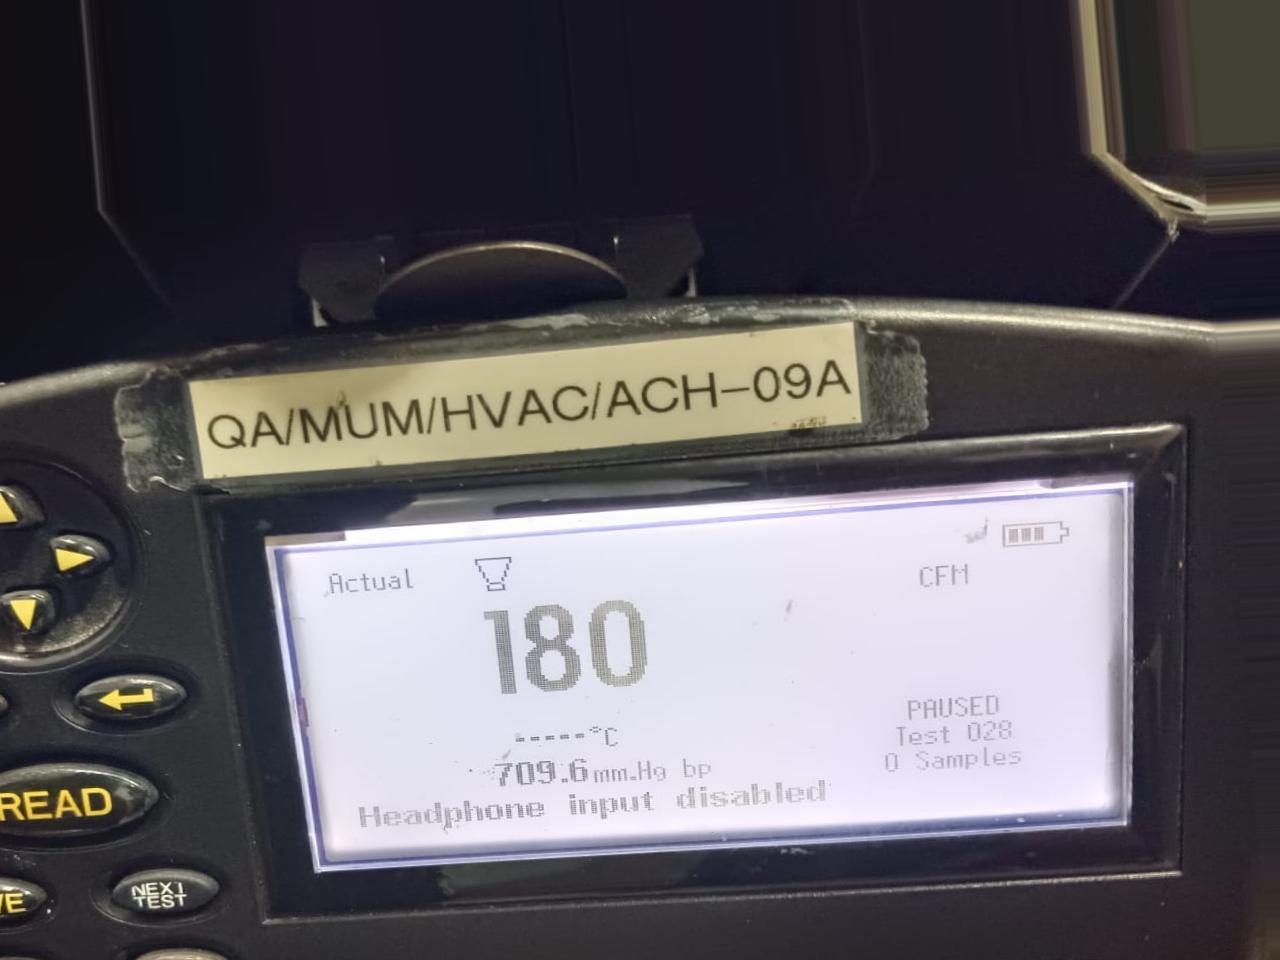 QA/MUM/HVAC/ACH-09A
Actual
CFM
180
-----°C
709.6 mm.Hg bp
Headphone input disabled
PAUSED
Test 028
0 Samples
READ
NEXT
TEST